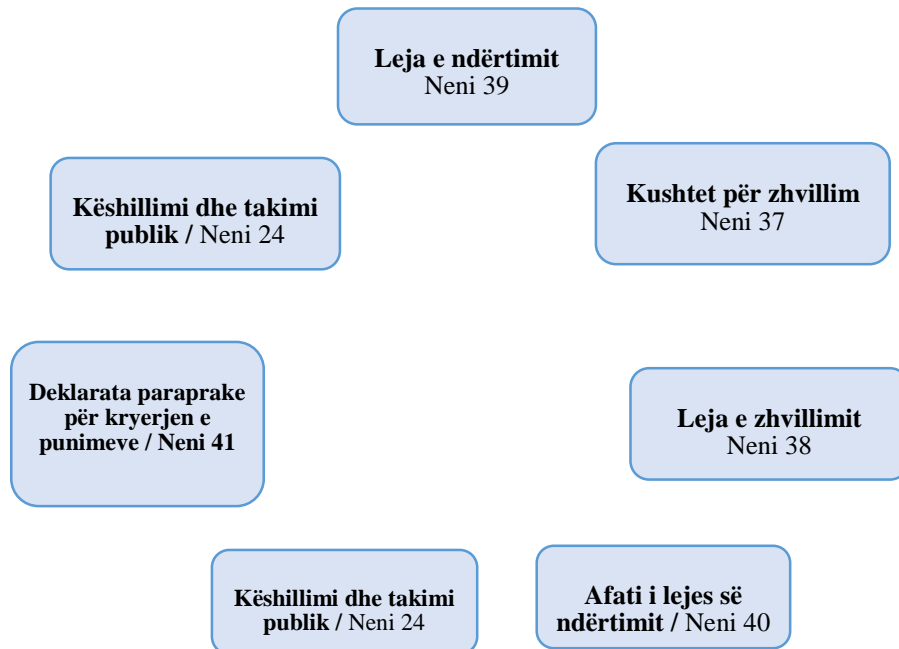 Leja e ndërtimit
Neni 39
Këshillimi dhe takimi
publik / Neni 24
Kushtet për zhvillim
Neni 37
Deklarata paraprake
për kryerjen e
punimeve / Neni 41
Leja e zhvillimit
Neni 38
Këshillimi dhe takimi
publik / Neni 24
Afati i lejes së
ndërtimit / Neni 40